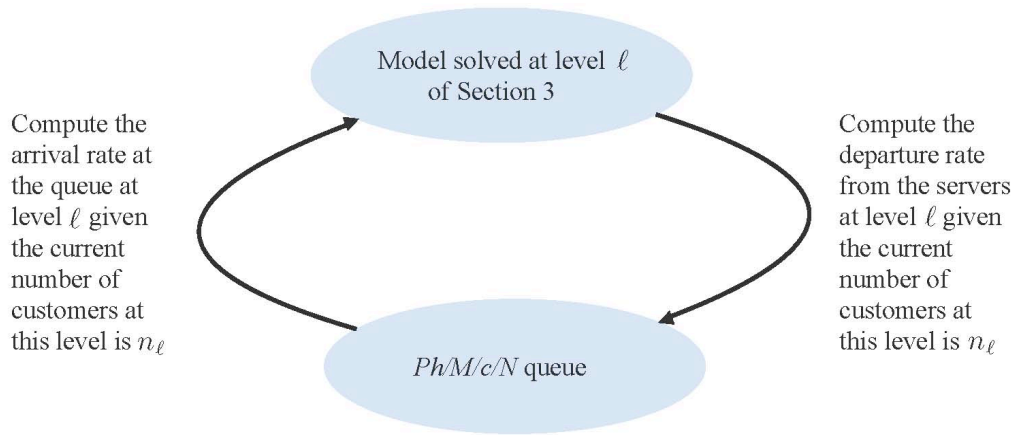 Model solved at level ℓ
of Section 3
Compute the
arrival rate at
the queue at
level ℓ given
the current
number of
customers at
this level is n_ℓ
Compute the
departure rate
from the servers
at level ℓ given
the current
number of
customers at
this level is n_ℓ
Ph/M/c/N queue